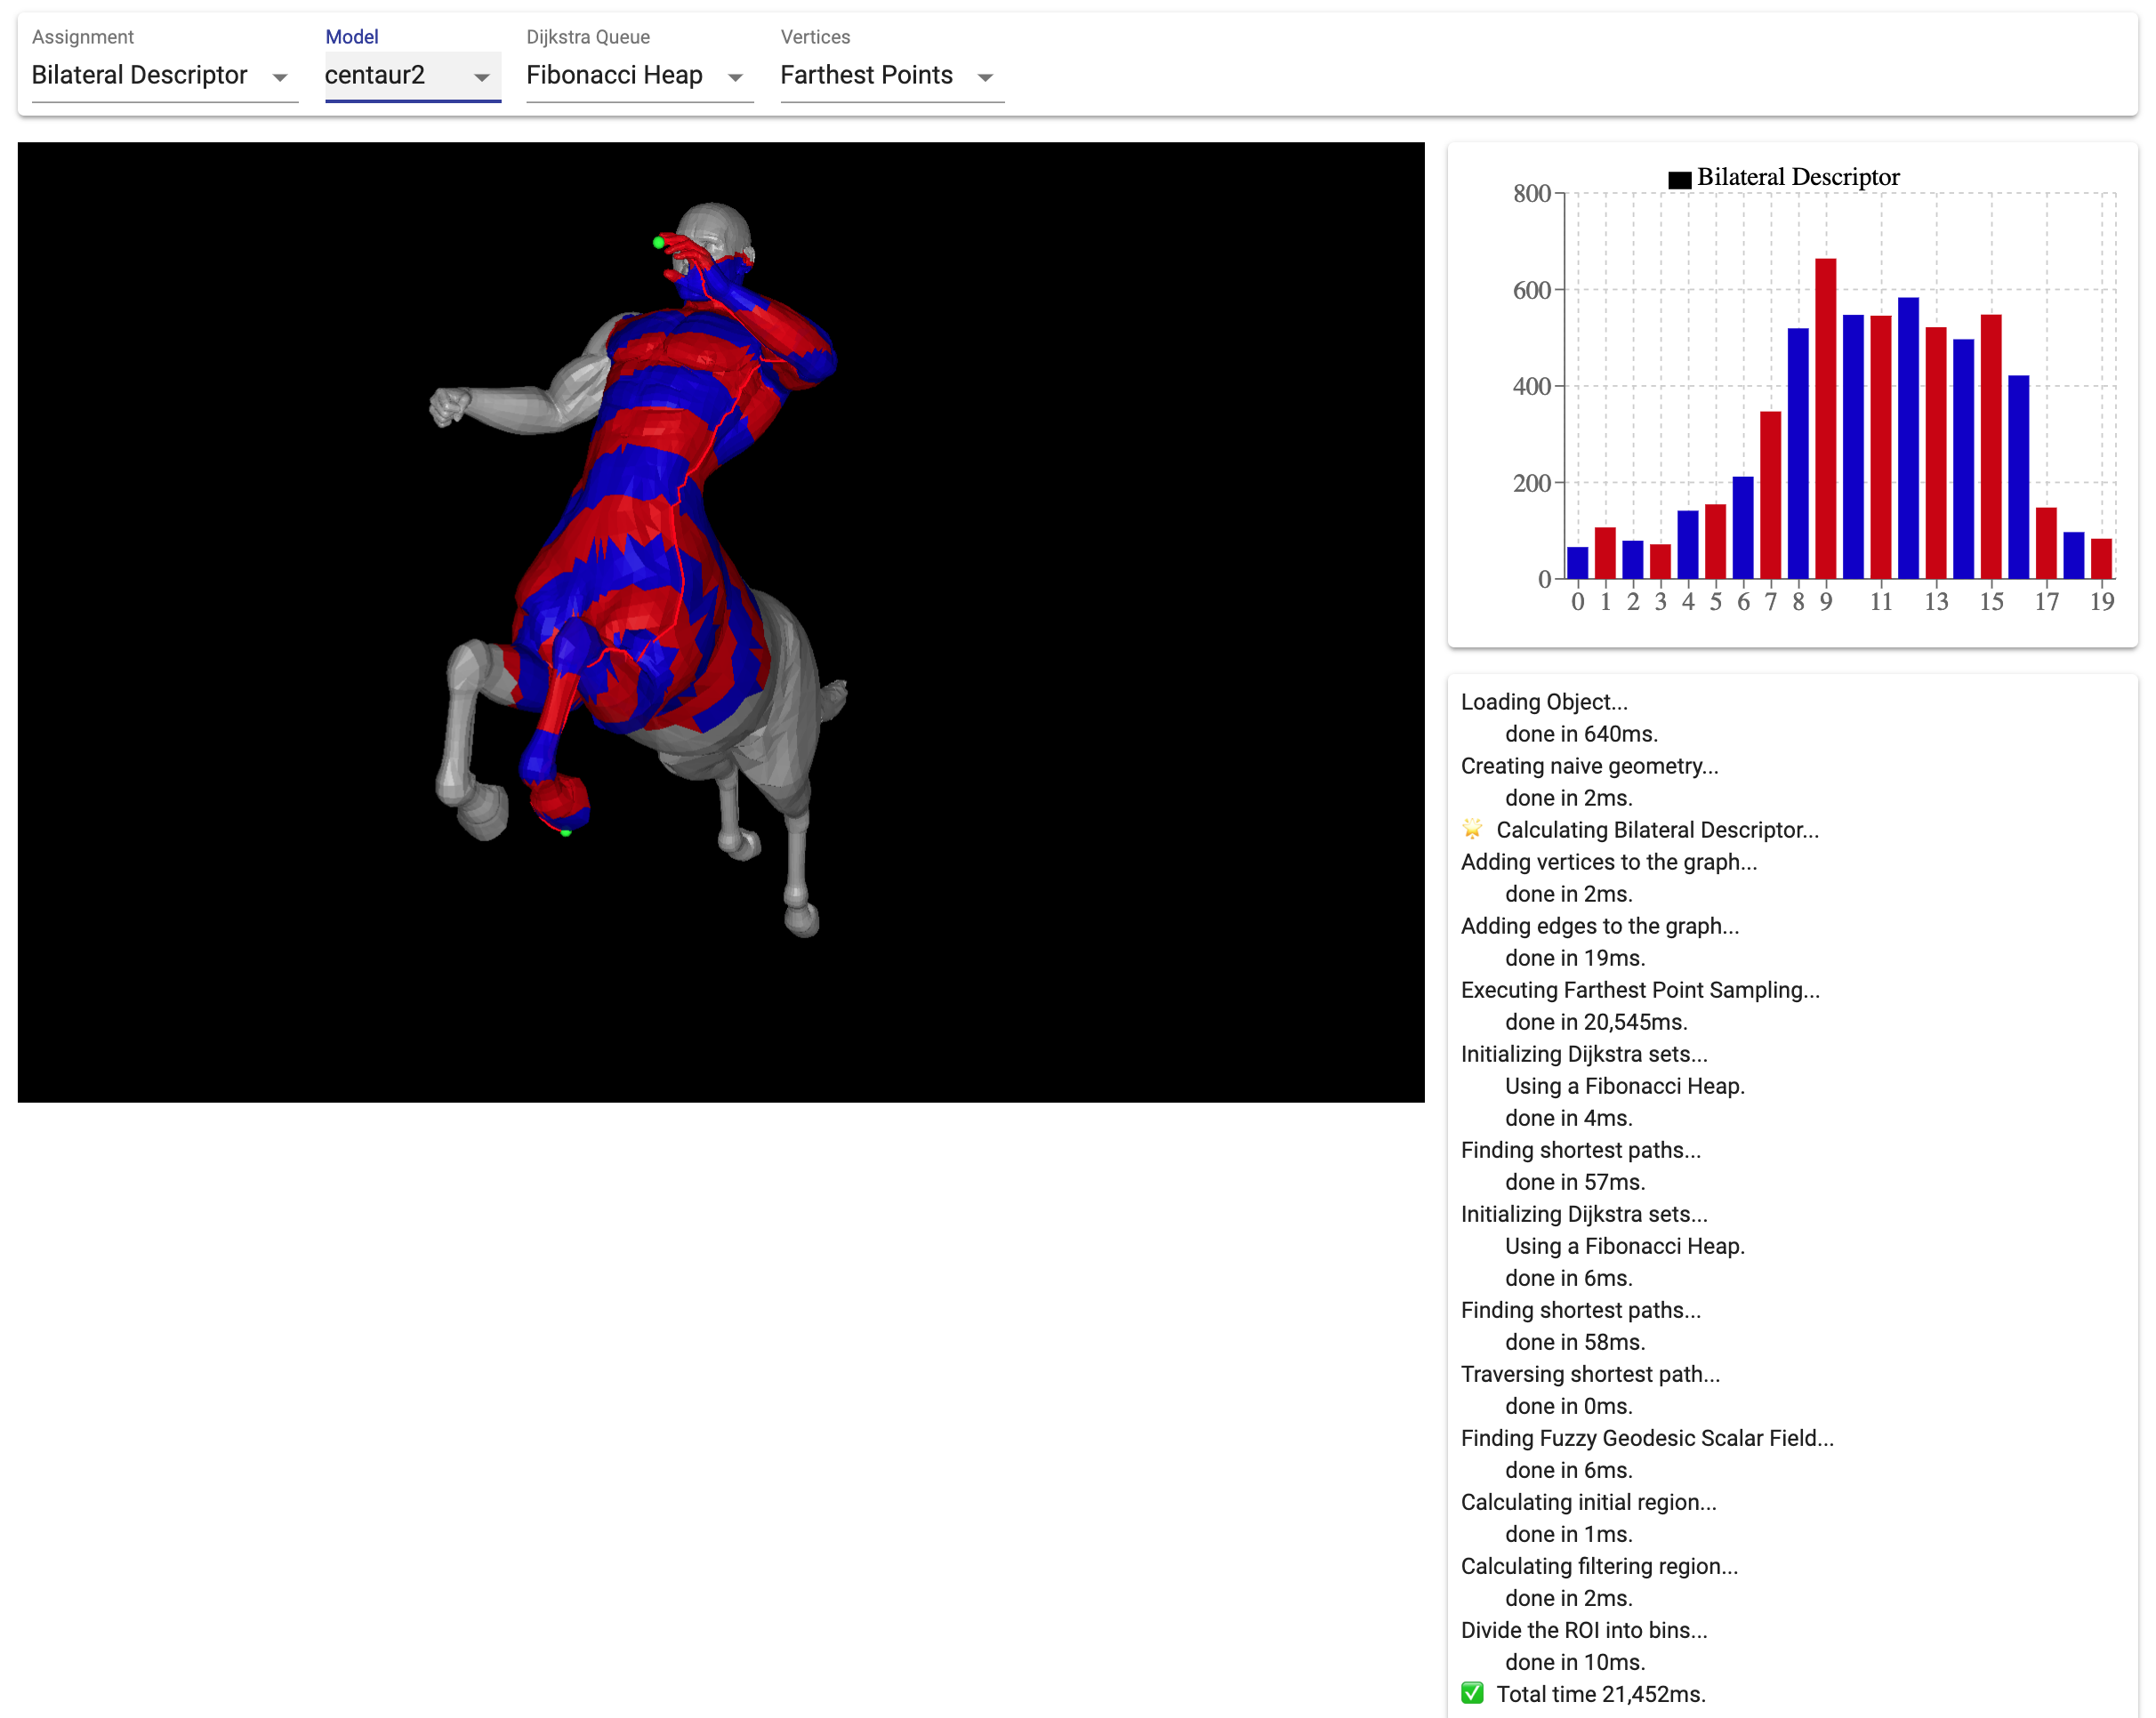 Assignment Model Dijkstra Queue Vertices
Bilateral Descriptor centaur2 Fibonacci Heap Farthest Points
Bilateral Descriptor
800
600
400
200
0
0 1 2 3 4 5 6 7 8 9 11 13 15 17 19
Loading Object...
done in 640ms.
Creating naive geometry...
done in 2ms.
🌟 Calculating Bilateral Descriptor...
Adding vertices to the graph...
done in 2ms.
Adding edges to the graph...
done in 19ms.
Executing Farthest Point Sampling...
done in 20,545ms.
Initializing Dijkstra sets...
Using a Fibonacci Heap.
done in 4ms.
Finding shortest paths...
done in 57ms.
Initializing Dijkstra sets...
Using a Fibonacci Heap.
done in 6ms.
Finding shortest paths...
done in 58ms.
Traversing shortest path...
done in 0ms.
Finding Fuzzy Geodesic Scalar Field...
done in 6ms.
Calculating initial region...
done in 1ms.
Calculating filtering region...
done in 2ms.
Divide the ROI into bins...
done in 10ms.
✅ Total time 21,452ms.